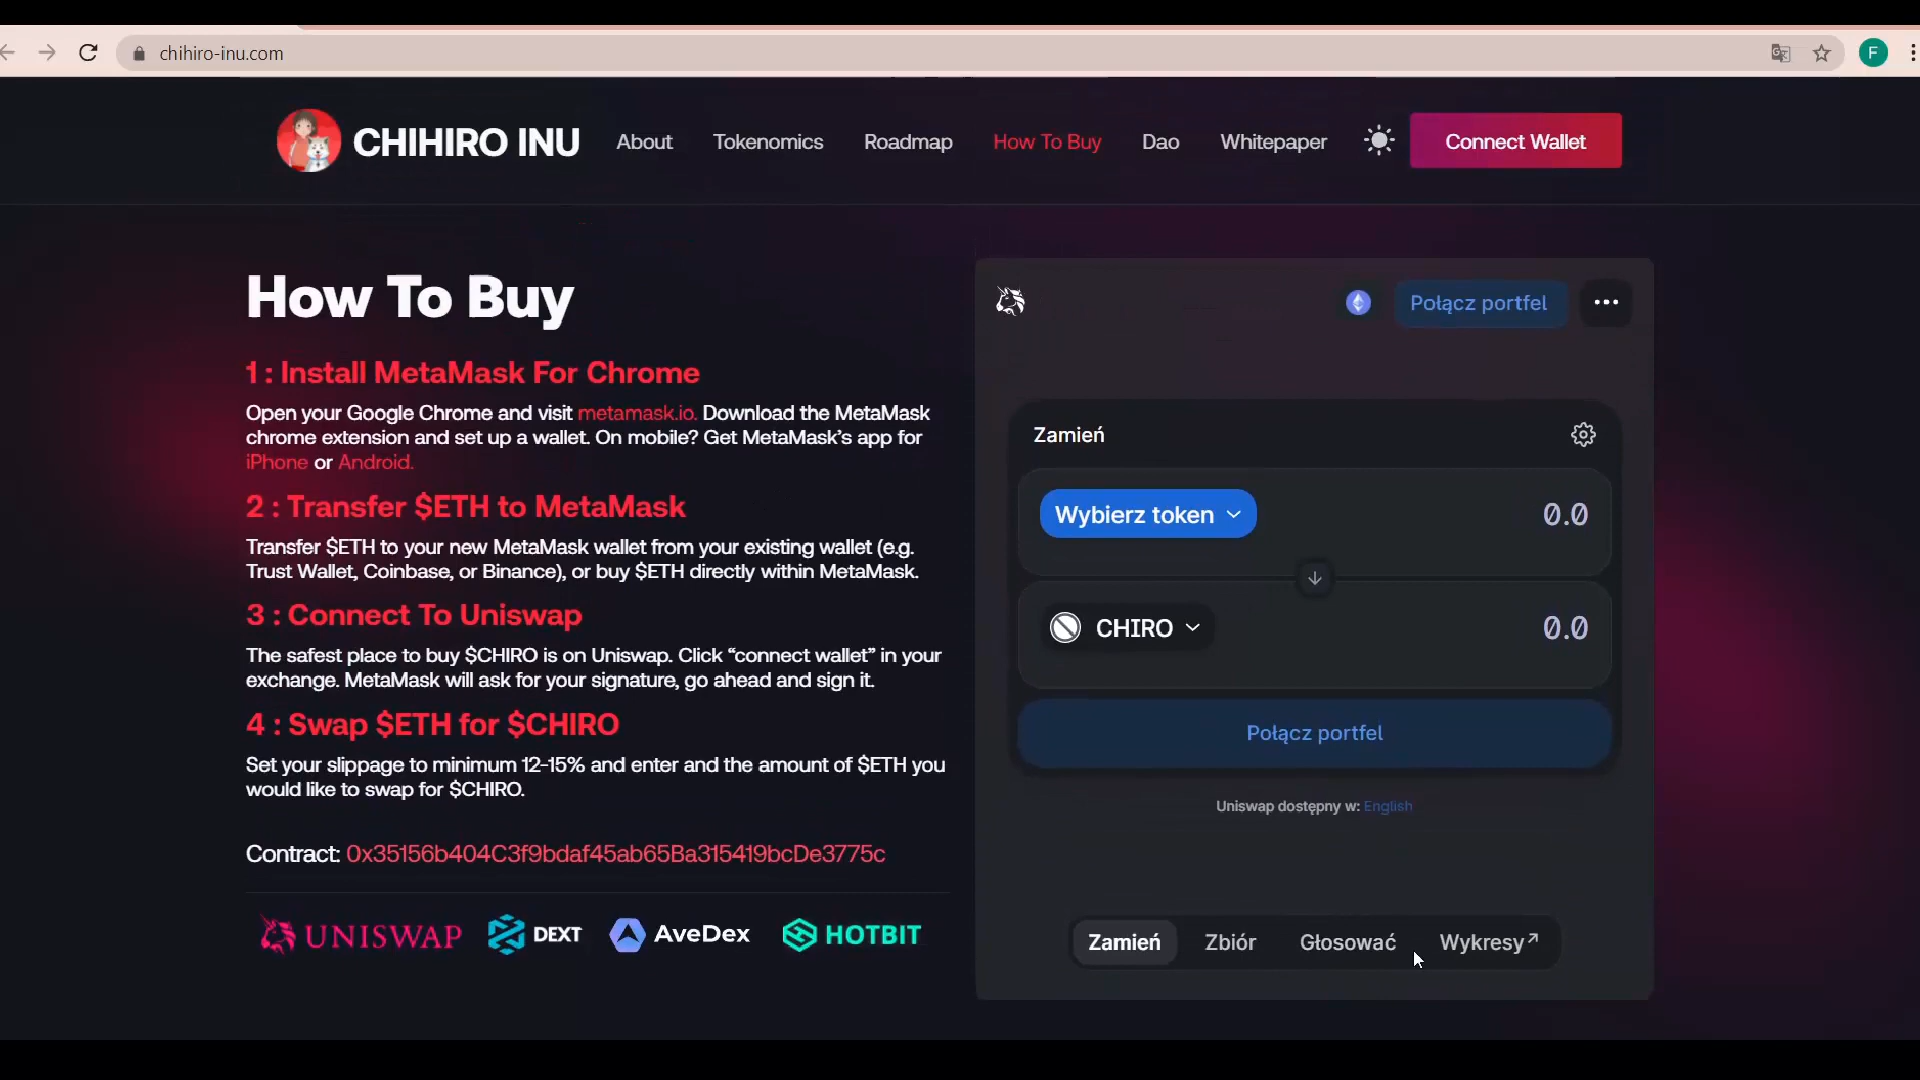 chihiro-inu.com
F
CHIHIRO INU
About
Tokenomics
Roadmap
How To Buy
Dao
Whitepaper
Connect Wallet
How To Buy
1 : Install MetaMask For Chrome
Open your Google Chrome and visit metamask.io. Download the MetaMask
chrome extension and set up a wallet. On mobile? Get MetaMask's app for
iPhone or Android.
2 : Transfer $ETH to MetaMask
Transfer $ETH to your new MetaMask wallet from your existing wallet (e.g.
Trust Wallet, Coinbase, or Binance), or buy $ETH directly within MetaMask.
3 : Connect To Uniswap
The safest place to buy $CHIRO is on Uniswap. Click “connect wallet” in your
exchange. MetaMask will ask for your signature, go ahead and sign it.
4 : Swap $ETH for $CHIRO
Set your slippage to minimum 12-15% and enter and the amount of $ETH you
would like to swap for $CHIRO.
Contract: 0x35156b404C3f9bdaf45ab65Ba315419bcDe3775c
UNISWAP
DEXT
AveDex
HOTBIT
Połącz portfel
Zamień
Wybierz token
0.0
CHIRO
0.0
Połącz portfel
Uniswap dostępny w: English
Zamień
Zbiór
Głosować
Wykresy↗